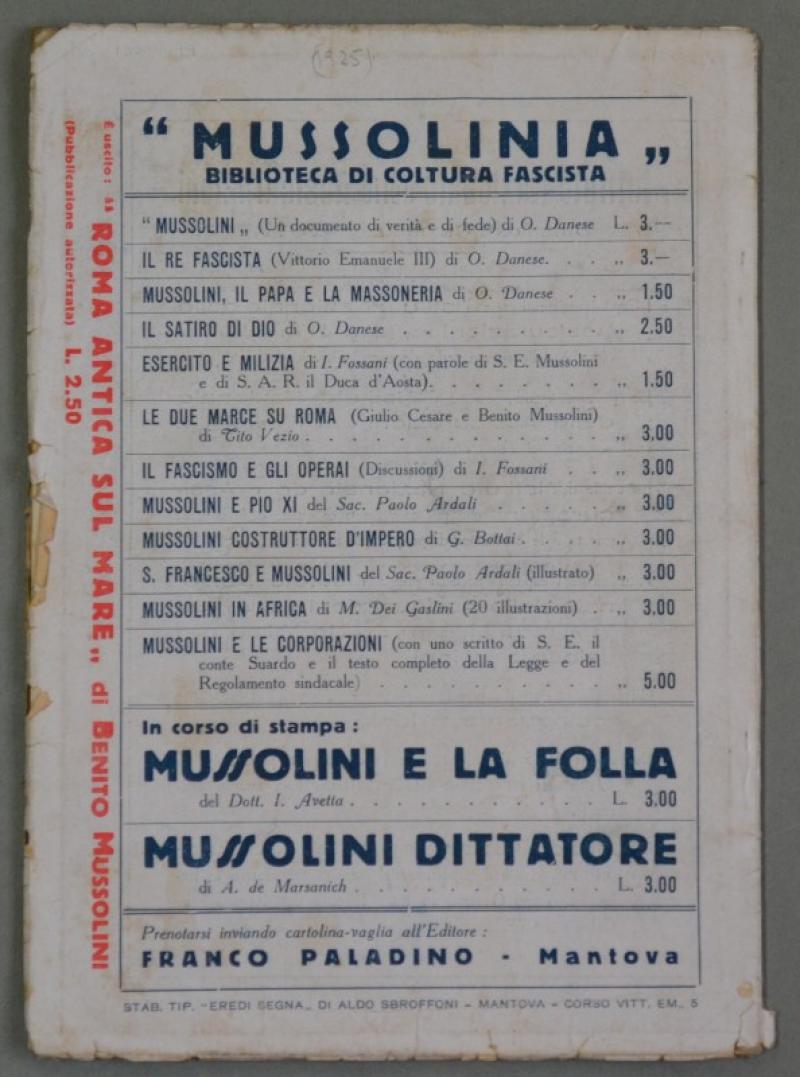 (1925)
“ MUSSOLINIA „
BIBLIOTECA DI COLTURA FASCISTA
“ MUSSOLINI „ (Un documento di verità e di fede) di O. Danese L. 3.—
IL RE FASCISTA (Vittorio Emanuele III) di O. Danese. . . „ 3.—
MUSSOLINI, IL PAPA E LA MASSONERIA di O. Danese . . „ 1.50
IL SATIRO DI DIO di O. Danese . . . . . . . . . „ 2.50
ESERCITO E MILIZIA di I. Fossani (con parole di S. E. Mussolini
e di S. A. R. il Duca d'Aosta). . . . . . . . „ 1.50
LE DUE MARCE SU ROMA (Giulio Cesare e Benito Mussolini)
di Tito Vezio . . . . . . . . . . . . . „ 3.00
IL FASCISMO E GLI OPERAI (Discussioni) di I. Fossani . . „ 3.00
MUSSOLINI E PIO XI del Sac. Paolo Ardali . . . . . „ 3.00
MUSSOLINI COSTRUTTORE D'IMPERO di G. Bottai . . . . „ 3.00
S. FRANCESCO E MUSSOLINI del Sac. Paolo Ardali (illustrato) „ 3.00
MUSSOLINI IN AFRICA di M. Dei Gaslini (20 illustrazioni) . „ 3.00
MUSSOLINI E LE CORPORAZIONI (con uno scritto di S. E. il
conte Suardo e il testo completo della Legge e del
Regolamento sindacale) . . . . . . . . . . „ 5.00
In corso di stampa :
MUSSOLINI E LA FOLLA
del Dott. I. Avetta . . . . . . . . . . . L. 3.00
MUSSOLINI DITTATORE
di A. de Marsanich . . . . . . . . . . . L. 3.00
Prenotarsi inviando cartolina-vaglia all'Editore :
FRANCO PALADINO - Mantova
STAB. TIP. “EREDI SEGNA„ DI ALDO SBROFFONI - MANTOVA - CORSO VITT. EM., 5
È uscito : “ ROMA ANTICA SUL MARE „ di BENITO MUSSOLINI
(Pubblicazione autorizzata) L. 2.50